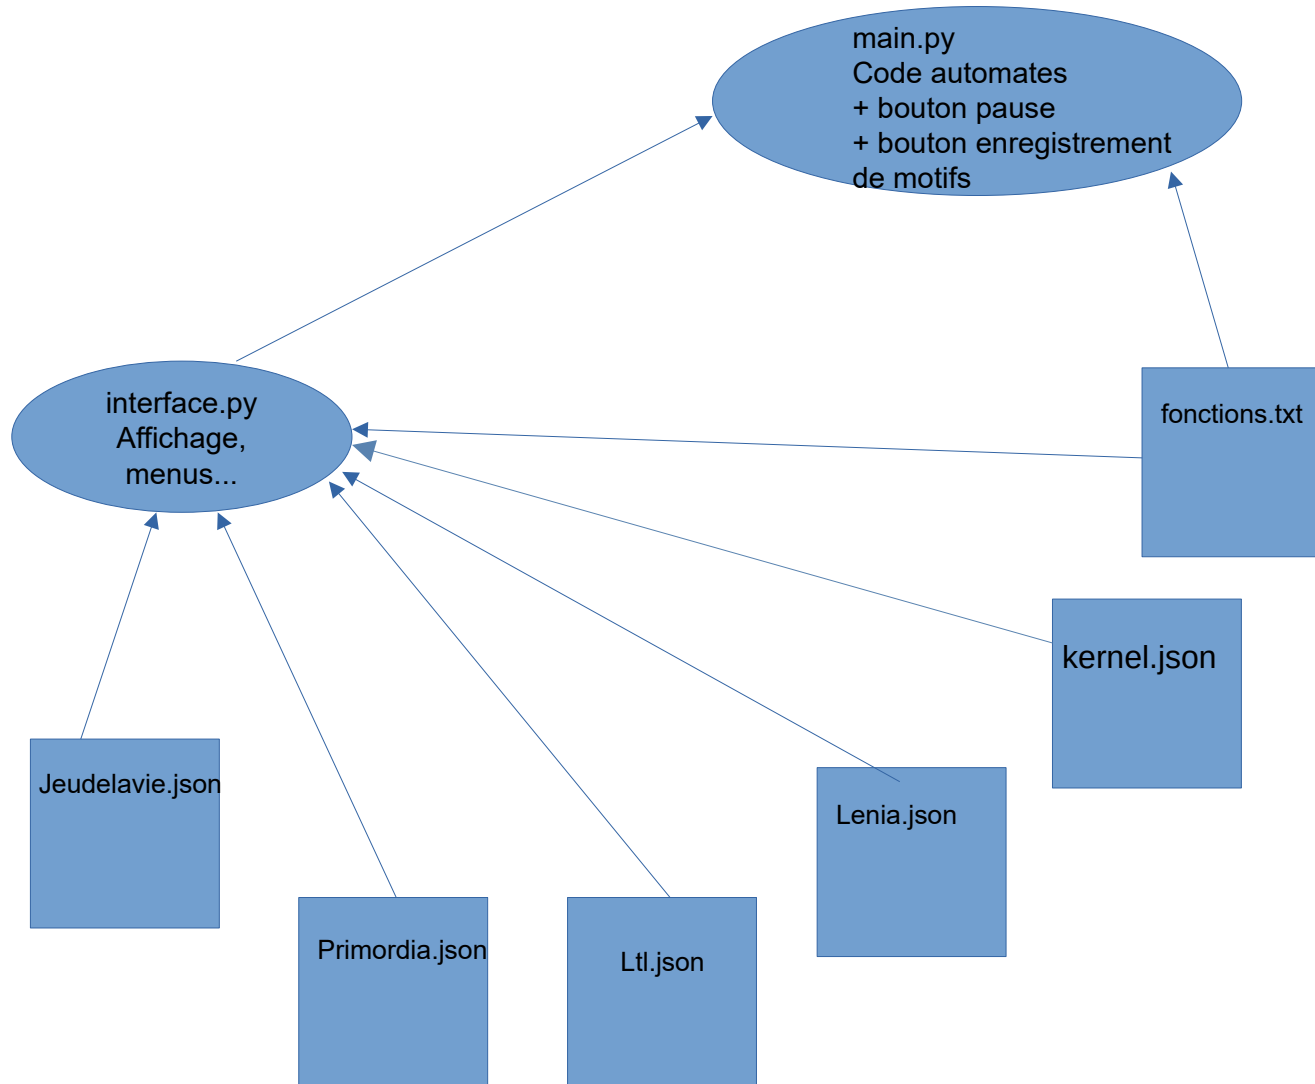 main.py
Code automates
+ bouton pause
+ bouton enregistrement
de motifs
interface.py
Affichage,
menus...
fonctions.txt
kernel.json
Jeudelavie.json
Lenia.json
Primordia.json
Ltl.json